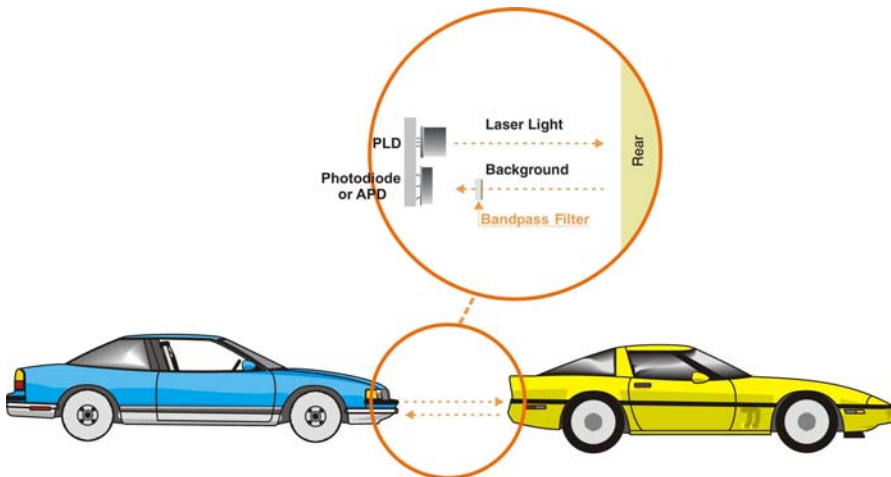 Laser Light
PLD
Rear
Background
Photodiode
or APD
Bandpass Filter